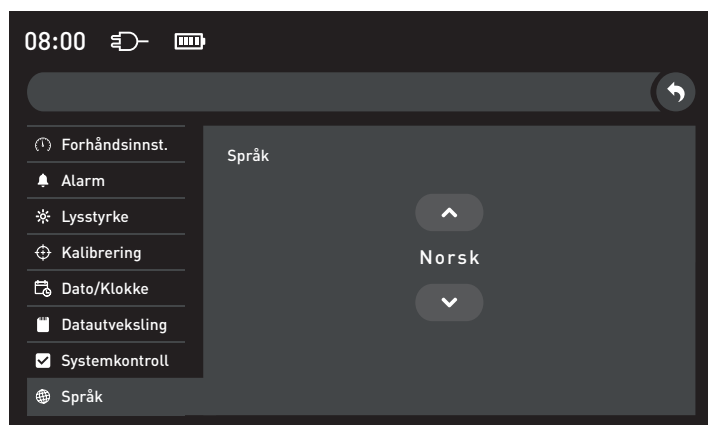 08:00
Forhåndsinnst.
Alarm
Lysstyrke
Kalibrering
Dato/Klokke
Datautveksling
Systemkontroll
Språk
Språk
Norsk